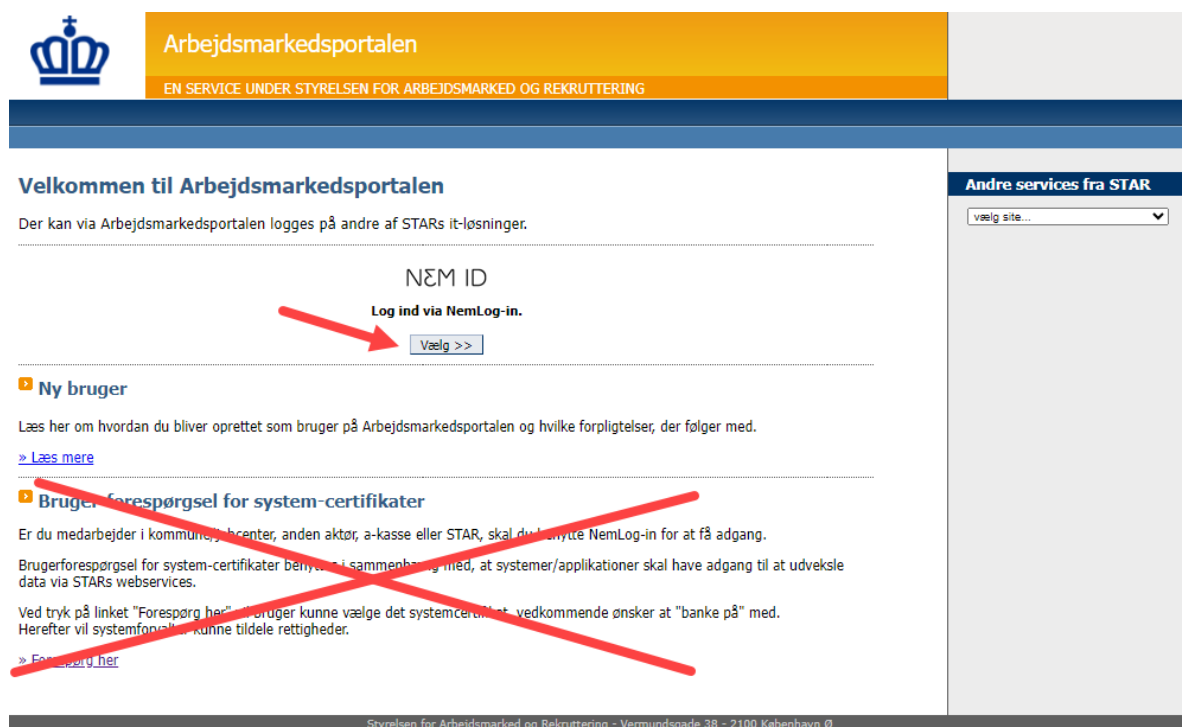 Arbejdsmarkedsportalen
EN SERVICE UNDER STYRELSEN FOR ARBEJDSMARKED OG REKRUTTERING
Velkommen til Arbejdsmarkedsportalen
Der kan via Arbejdsmarkedsportalen logges på andre af STARs it-løsninger.
Andre services fra STAR
vælg site...
NEM ID
Log ind via NemLog-in.
Vælg >>
Ny bruger
Læs her om hvordan du bliver oprettet som bruger på Arbejdsmarkedsportalen og hvilke forpligtelser, der følger med.
» Læs mere
Brugerforespørgsel for system-certifikater
Er du medarbejder i kommune/jobcenter, anden aktør, a-kasse eller STAR, skal du benytte NemLog-in for at få adgang.
Brugerforespørgsel for system-certifikater benyttes i sammenhæng med, at systemer/applikationer skal have adgang til at udveksle
data via STARs webservices.
Ved tryk på linket "Forespørg her" vil bruger kunne vælge det systemcertifikat, vedkommende ønsker at "banke på" med.
Herefter vil systemforvalter kunne tildele rettigheder.
» Forespørg her
Styrelsen for Arbejdsmarked og Rekruttering - Vermundsgade 38 - 2100 København Ø